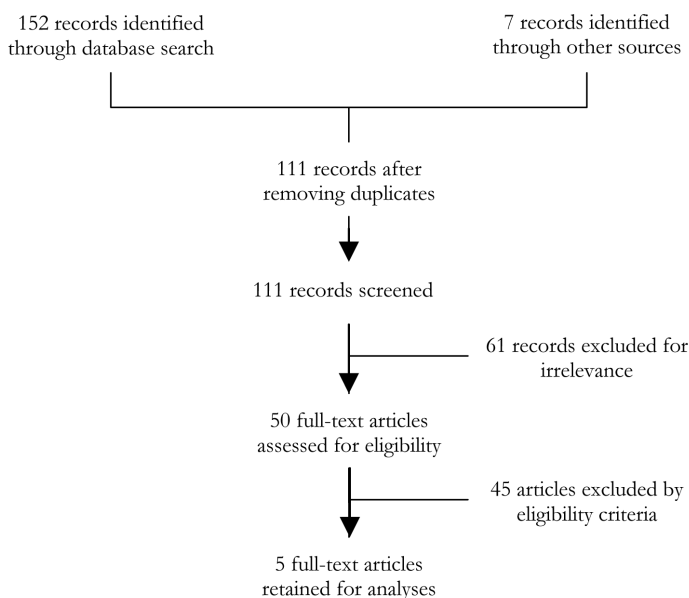 152 records identified
through database search
7 records identified
through other sources
111 records after
removing duplicates
111 records screened
61 records excluded for
irrelevance
50 full-text articles
assessed for eligibility
45 articles excluded by
eligibility criteria
5 full-text articles
retained for analyses